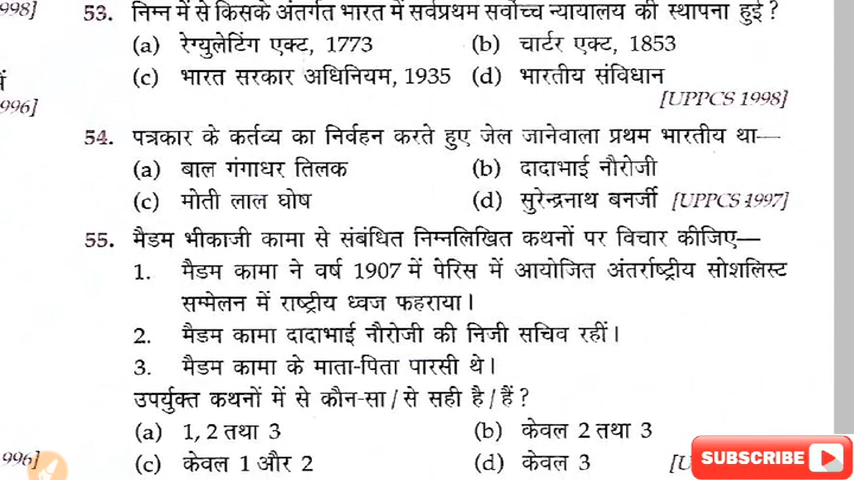 998]
53. निम्न में से किसके अंतर्गत भारत में सर्वप्रथम सर्वोच्च न्यायालय की स्थापना हुई ?
(a) रेग्युलेटिंग एक्ट, 1773 (b) चार्टर एक्ट, 1853
(c) भारत सरकार अधिनियम, 1935 (d) भारतीय संविधान
[UPPCS 1998]
996]
54. पत्रकार के कर्तव्य का निर्वहन करते हुए जेल जानेवाला प्रथम भारतीय था—
(a) बाल गंगाधर तिलक (b) दादाभाई नौरोजी
(c) मोती लाल घोष (d) सुरेन्द्रनाथ बनर्जी [UPPCS 1997]
55. मैडम भीकाजी कामा से संबंधित निम्नलिखित कथनों पर विचार कीजिए—
1. मैडम कामा ने वर्ष 1907 में पेरिस में आयोजित अंतर्राष्ट्रीय सोशलिस्ट
सम्मेलन में राष्ट्रीय ध्वज फहराया।
2. मैडम कामा दादाभाई नौरोजी की निजी सचिव रहीं।
3. मैडम कामा के माता-पिता पारसी थे।
उपर्युक्त कथनों में से कौन-सा/से सही है/हैं ?
(a) 1, 2 तथा 3 (b) केवल 2 तथा 3
996]
(c) केवल 1 और 2 (d) केवल 3
SUBSCRIBE